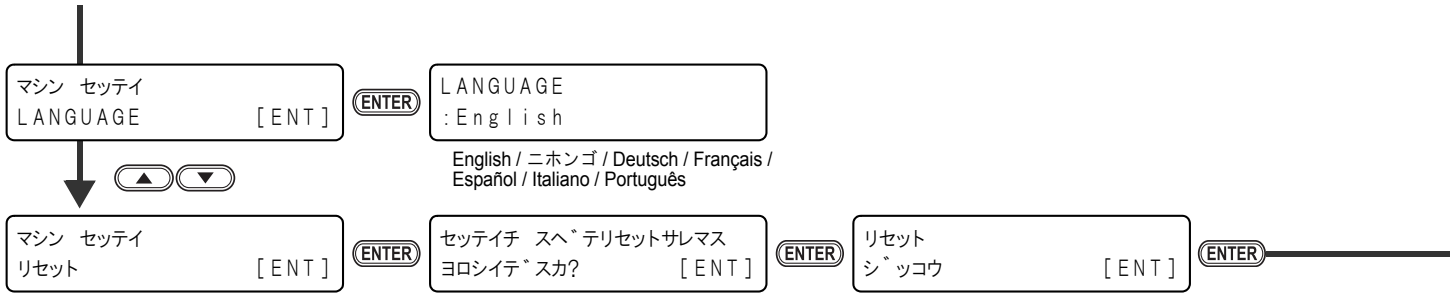 マシン セッテイ
LANGUAGE [ENT]
ENTER
LANGUAGE
:English
English / ニホンゴ / Deutsch / Français /
Español / Italiano / Português
マシン セッテイ
リセット [ENT]
ENTER
セッテイチ スヘ゛テリセットサレマス
ヨロシイテ゛スカ? [ENT]
ENTER
リセット
シ゛ッコウ [ENT]
ENTER